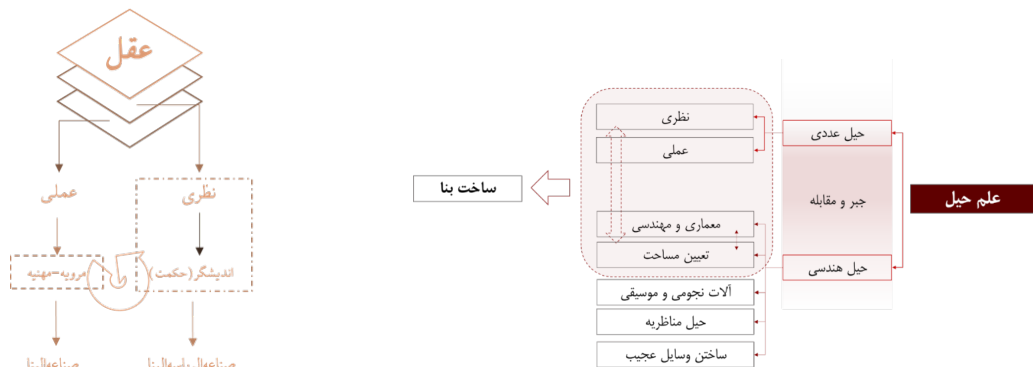 علم حیل
حیل عددی
جبر و مقابله
حیل هندسی
نظری
عملی
معماری و مهندسی
تعیین مساحت
آلات نجومی و موسیقی
حیل مناظریه
ساختن وسایل عجیب
ساخت بنا
عقل
نظری
عملی
اندیشگر(حکمت)
مرویه-مهنیه